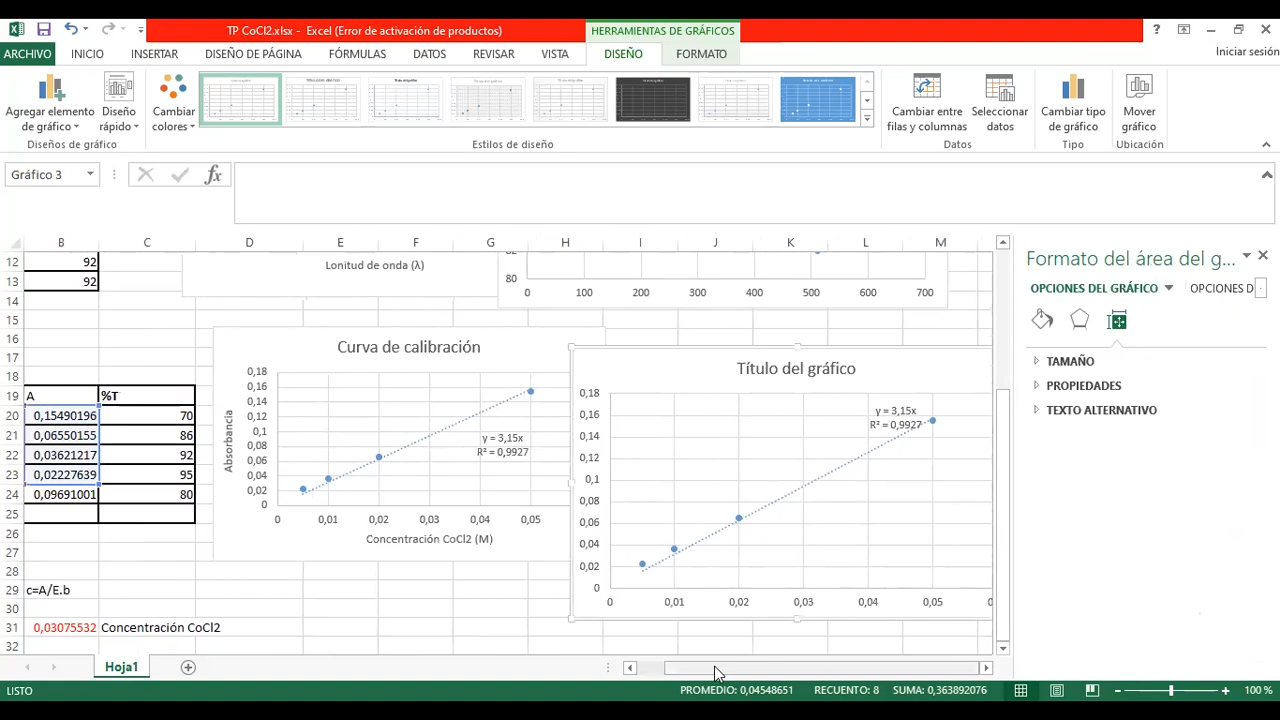 TP CoCl2.xlsx - Excel (Error de activación de productos)
HERRAMIENTAS DE GRÁFICOS
?
ARCHIVO INICIO INSERTAR DISEÑO DE PÁGINA FÓRMULAS DATOS REVISAR VISTA DISEÑO FORMATO Iniciar sesión
Agregar elemento de gráfico
Diseño rápido
Cambiar colores
Cambiar entre filas y columnas
Seleccionar datos
Cambiar tipo de gráfico
Mover gráfico
Diseños de gráfico Estilos de diseño Datos Tipo Ubicación
Gráfico 3 fx
B C D E F G H I J K L M
12 92
13 92
14
15
16
17
18
19 A %T
20 0,15490196 70
21 0,06550155 86
22 0,03621217 92
23 0,02227639 95
24 0,09691001 80
25
26
27
28
29 c=A/E.b
30
31 0,03075532 Concentración CoCl2
32
Lonitud de onda (λ)
82
80
0 100 200 300 400 500 600 700
Curva de calibración
Absorbancia
0,18
0,16
0,14
0,12
0,1
0,08
0,06
0,04
0,02
0
y = 3,15x
R² = 0,9927
0 0,01 0,02 0,03 0,04 0,05
Concentración CoCl2 (M)
Título del gráfico
0,18
0,16
0,14
0,12
0,1
0,08
0,06
0,04
0,02
0
y = 3,15x
R² = 0,9927
0 0,01 0,02 0,03 0,04 0,05
Formato del área del g...
OPCIONES DEL GRÁFICO OPCIONES D
TAMAÑO
PROPIEDADES
TEXTO ALTERNATIVO
Hoja1
LISTO PROMEDIO: 0,04548651 RECUENTO: 8 SUMA: 0,363892076 100 %